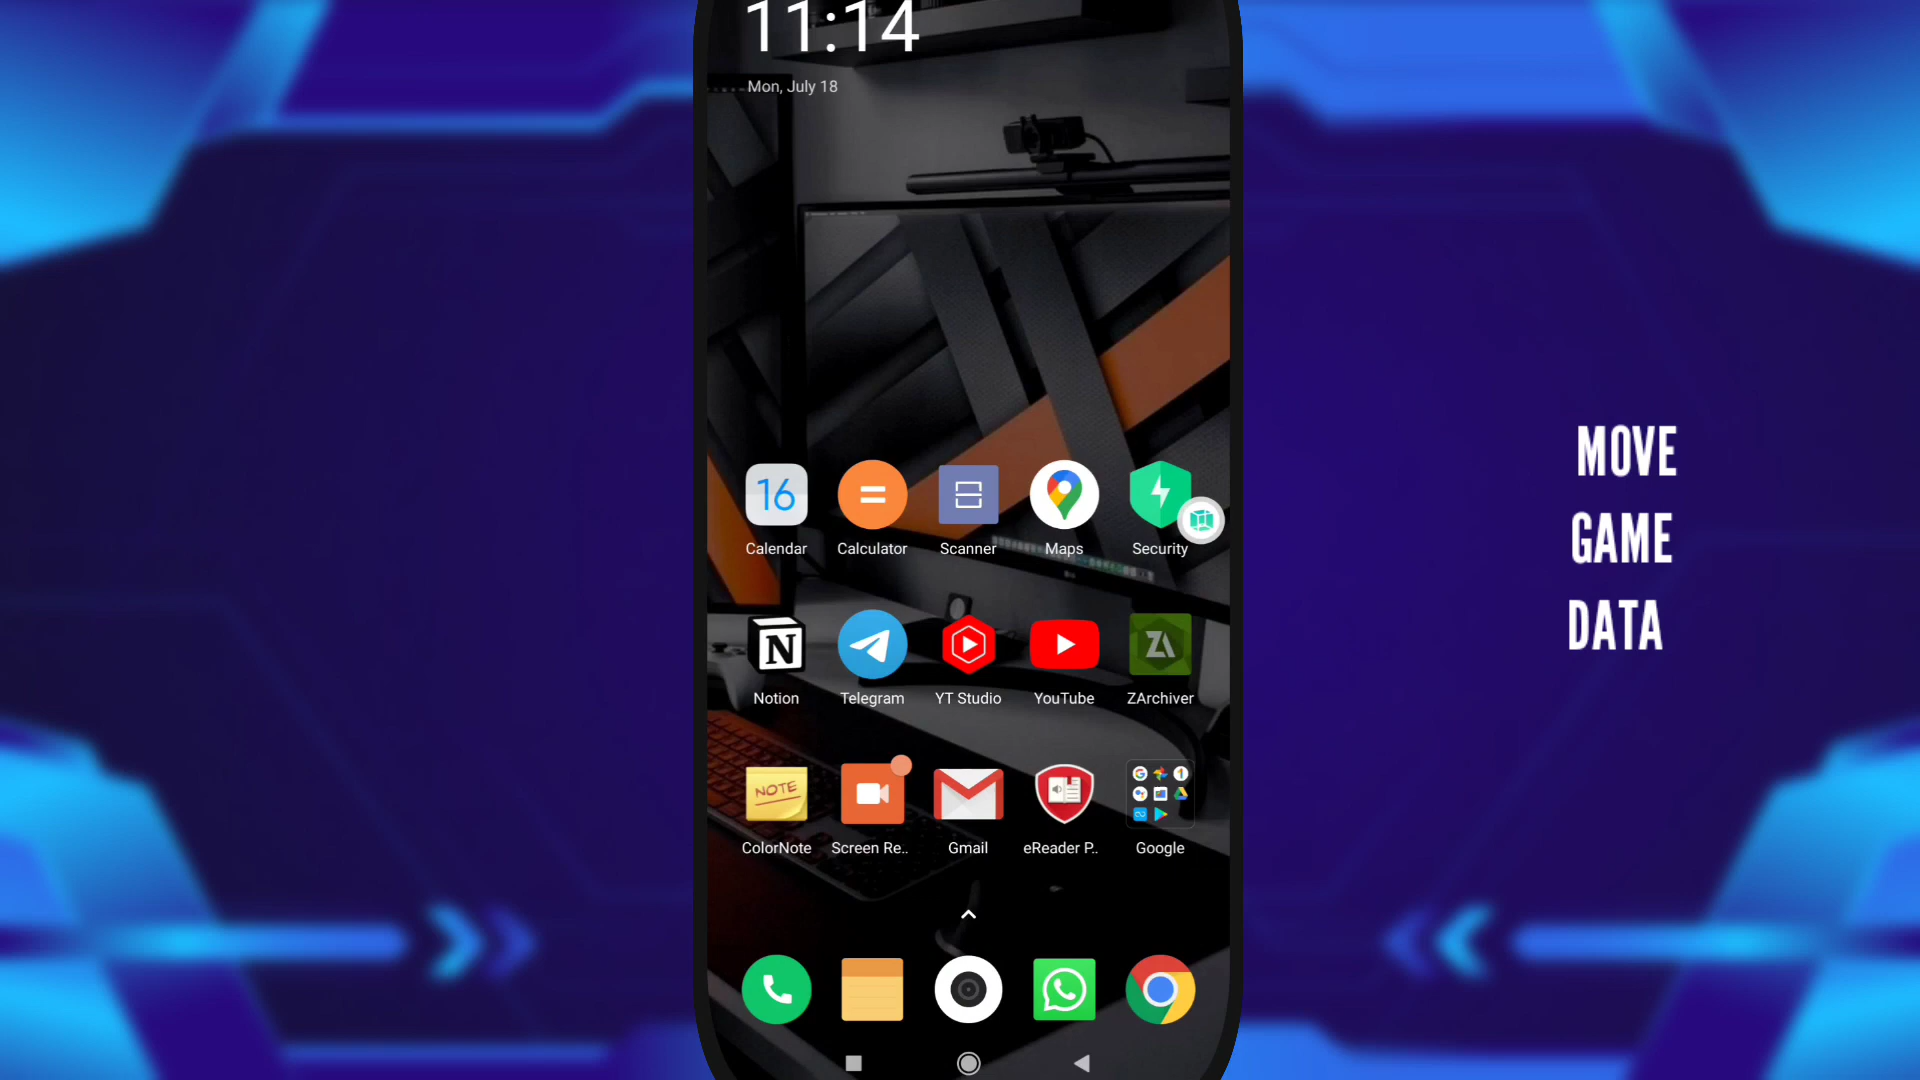 11:14
Mon, July 18
16
Calendar
Calculator
Scanner
Maps
Security
N
Notion
Telegram
YT Studio
YouTube
ZA
ZArchiver
NOTE
ColorNote
Screen Re..
Gmail
eReader P..
Google
MOVE
GAME
DATA